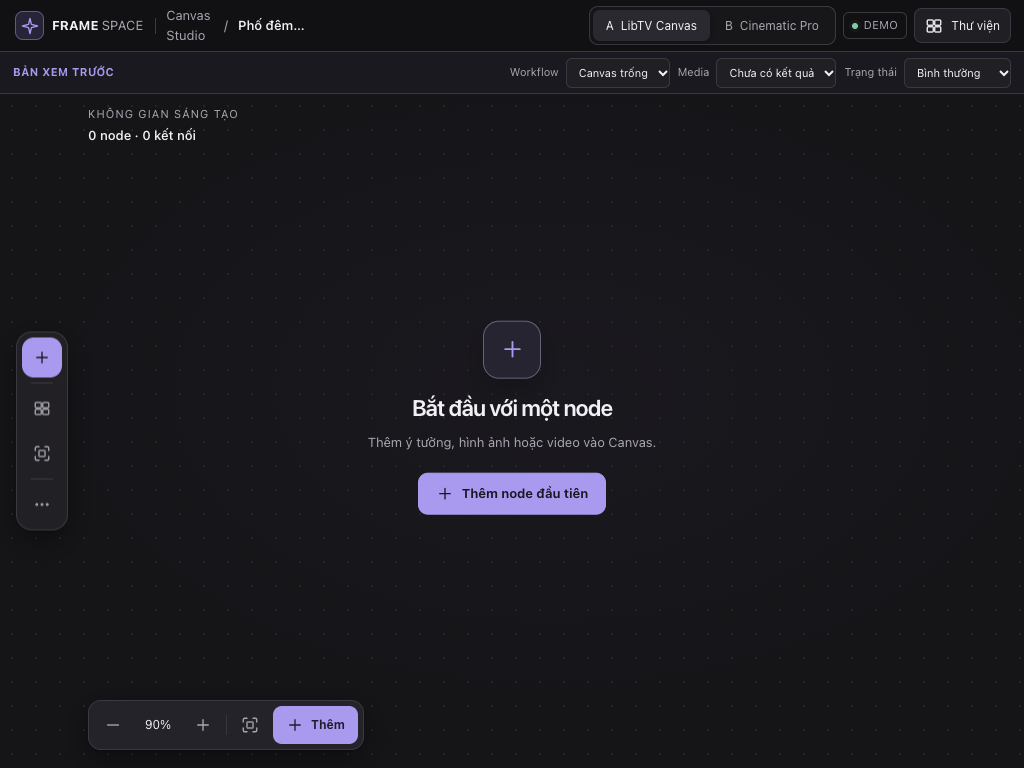 FRAME SPACE
Canvas Studio
/
Phố đêm...
A LibTV Canvas
B Cinematic Pro
DEMO
Thư viện
BẢN XEM TRƯỚC
Workflow
Canvas trống
Media
Chưa có kết quả
Trạng thái
Bình thường
KHÔNG GIAN SÁNG TẠO
0 node · 0 kết nối
Bắt đầu với một node
Thêm ý tưởng, hình ảnh hoặc video vào Canvas.
Thêm node đầu tiên
90%
Thêm